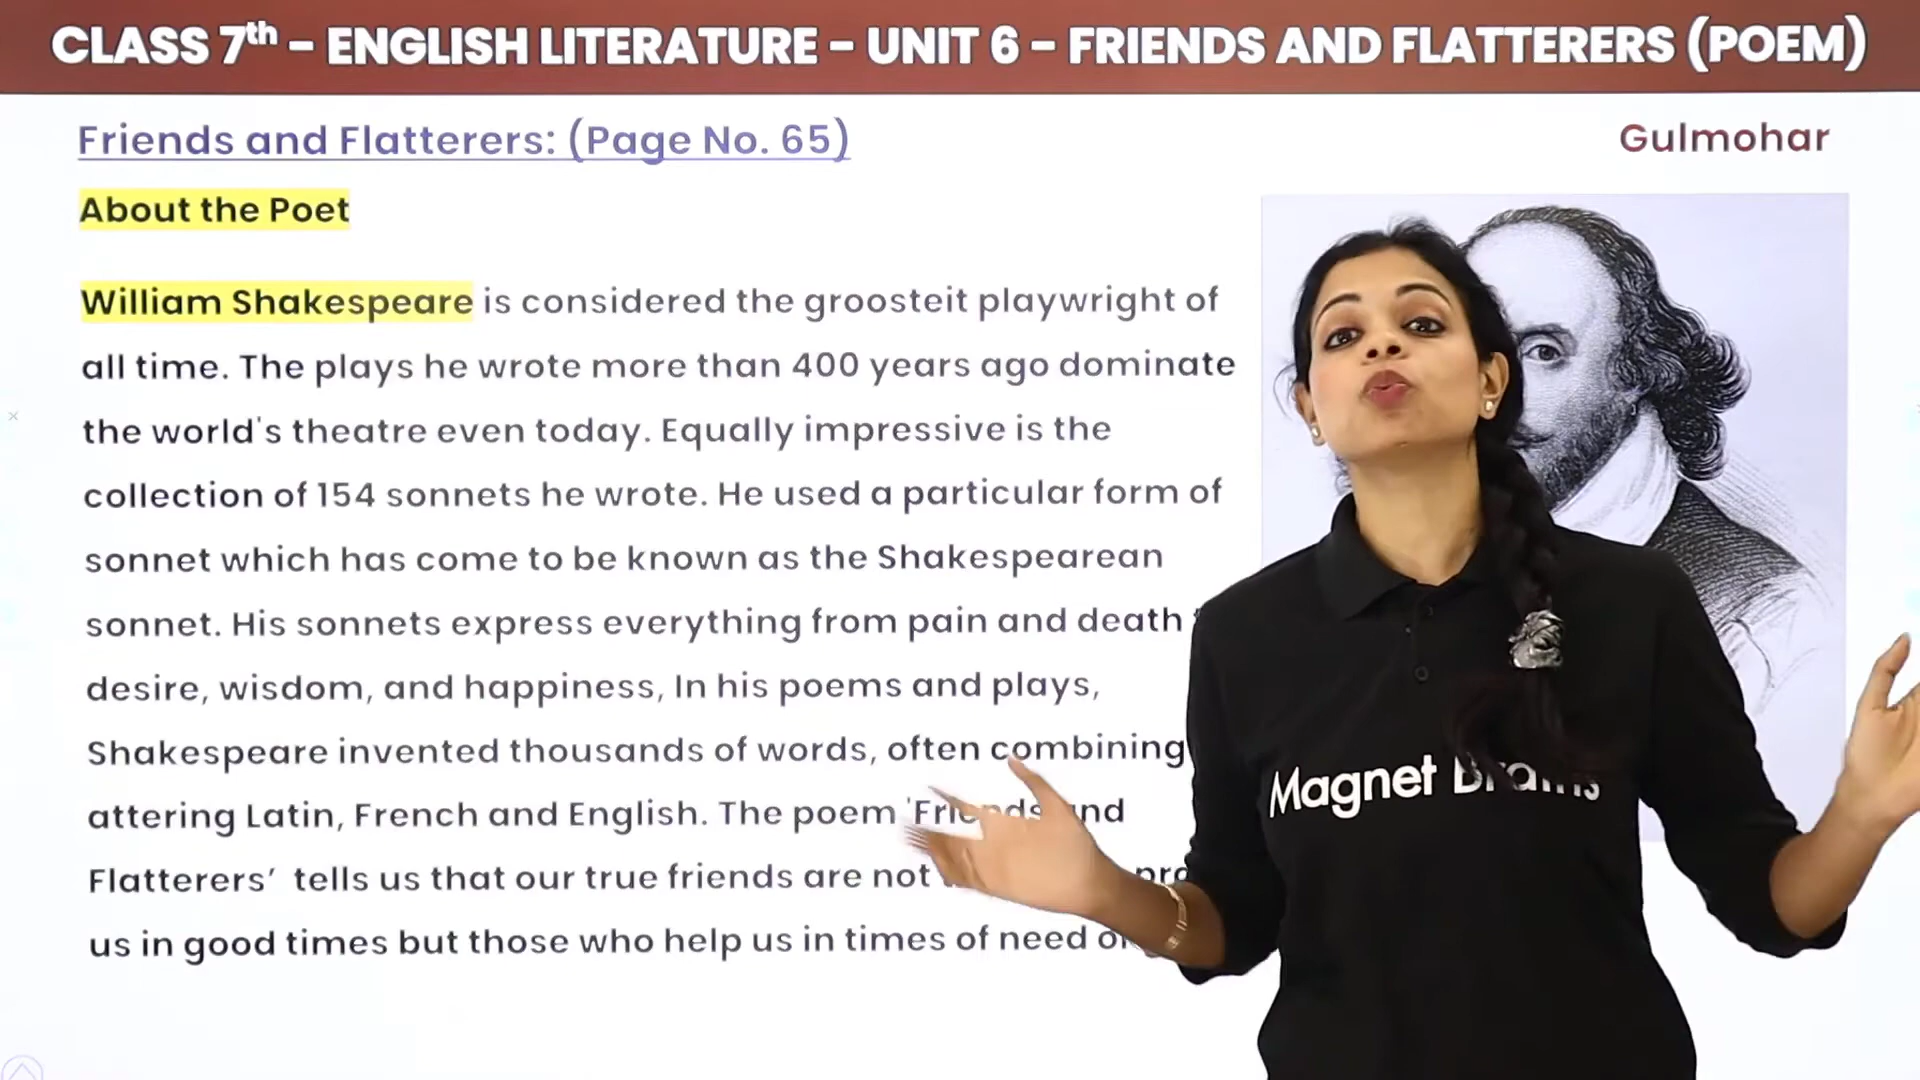 CLASS 7th – ENGLISH LITERATURE – UNIT 6 – FRIENDS AND FLATTERERS (POEM)
Friends and Flatterers: (Page No. 65)
Gulmohar
About the Poet
William Shakespeare is considered the groosteit playwright of
all time. The plays he wrote more than 400 years ago dominate
the world's theatre even today. Equally impressive is the
collection of 154 sonnets he wrote. He used a particular form of
sonnet which has come to be known as the Shakespearean
sonnet. His sonnets express everything from pain and death
desire, wisdom, and happiness, In his poems and plays,
Shakespeare invented thousands of words, often combining
attering Latin, French and English. The poem 'Friends and
Flatterers’ tells us that our true friends are not
us in good times but those who help us in times of need
Magnet Brains